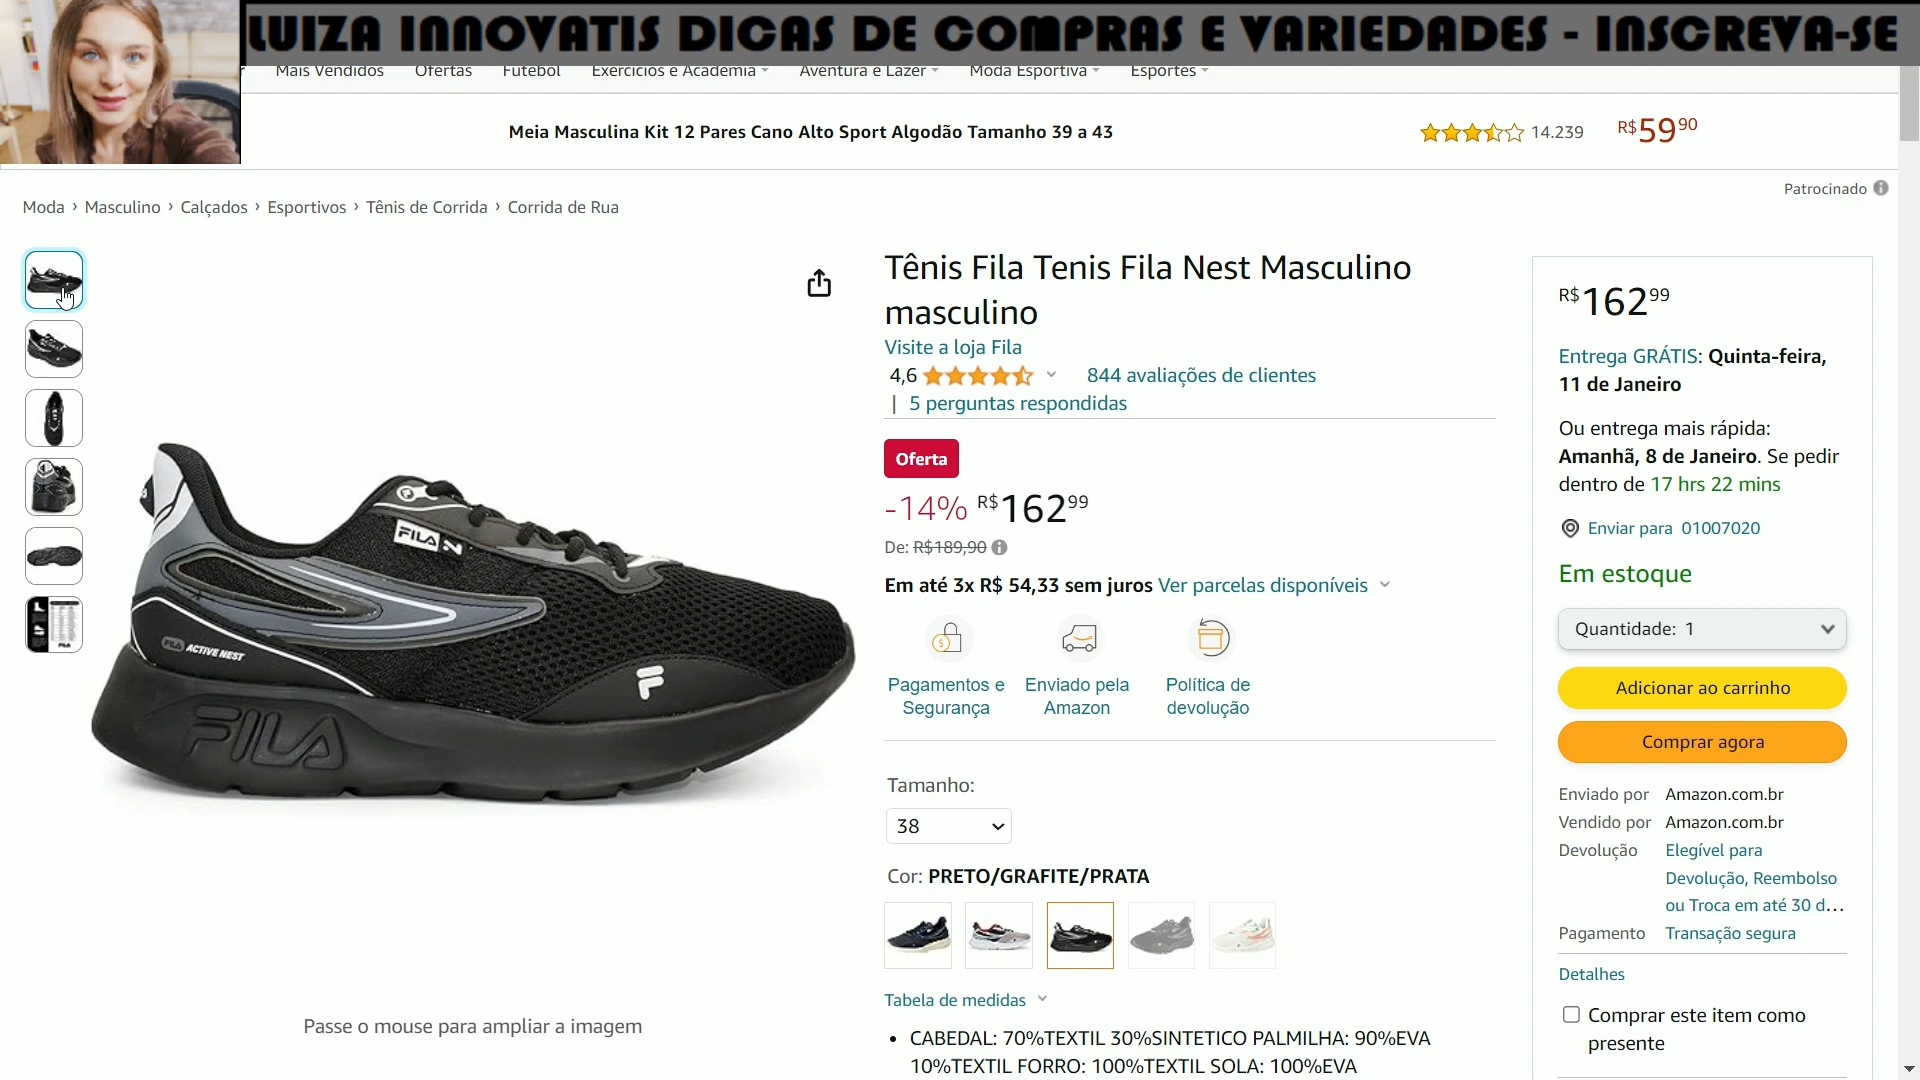 LUIZA INNOVATIS DICAS DE COMPRAS E VARIEDADES - INSCREVA-SE
Mais Vendidos Ofertas Futebol Exercícios e Academia Aventura e Lazer Moda Esportiva Esportes
Meia Masculina Kit 12 Pares Cano Alto Sport Algodão Tamanho 39 a 43 14.239 R$59,90
Patrocinado
Moda › Masculino › Calçados › Esportivos › Tênis de Corrida › Corrida de Rua
FILA N
FILA ACTIVE NEST
F
FILA
Passe o mouse para ampliar a imagem
Tênis Fila Tenis Fila Nest Masculino
masculino
Visite a loja Fila
4,6 844 avaliações de clientes
| 5 perguntas respondidas
Oferta
-14% R$162,99
De: R$189,90
Em até 3x R$ 54,33 sem juros Ver parcelas disponíveis
Pagamentos e Segurança
Enviado pela Amazon
Política de devolução
Tamanho:
38
Cor: PRETO/GRAFITE/PRATA
Tabela de medidas
• CABEDAL: 70%TEXTIL 30%SINTETICO PALMILHA: 90%EVA
10%TEXTIL FORRO: 100%TEXTIL SOLA: 100%EVA
R$162,99
Entrega GRÁTIS: Quinta-feira,
11 de Janeiro
Ou entrega mais rápida:
Amanhã, 8 de Janeiro. Se pedir
dentro de 17 hrs 22 mins
Enviar para 01007020
Em estoque
Quantidade: 1
Adicionar ao carrinho
Comprar agora
Enviado por Amazon.com.br
Vendido por Amazon.com.br
Devolução Elegível para
Devolução, Reembolso
ou Troca em até 30 d...
Pagamento Transação segura
Detalhes
Comprar este item como
presente